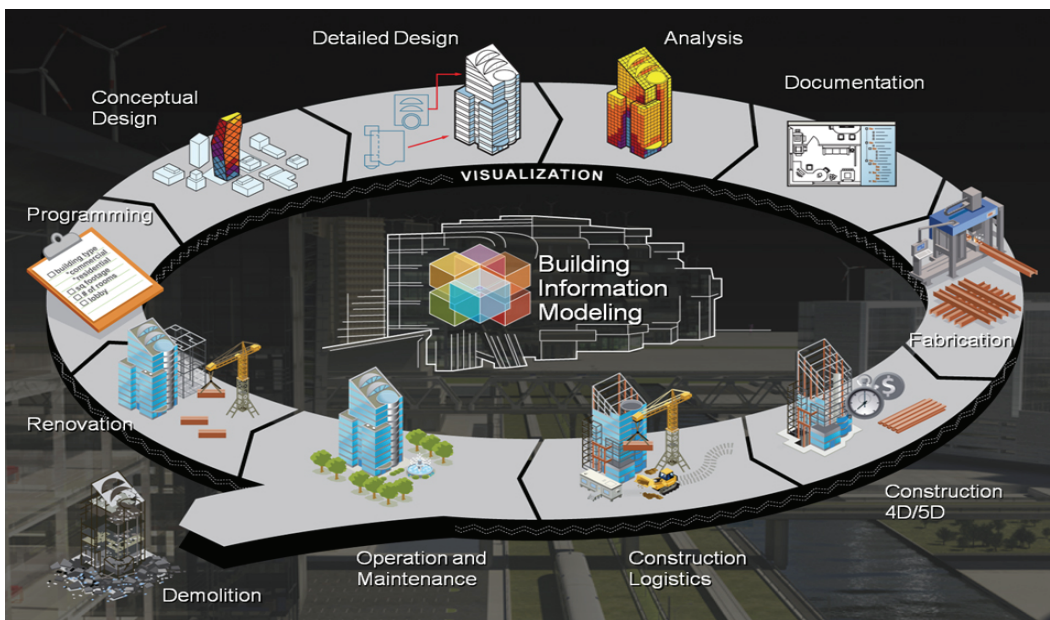 Detailed Design
Analysis
Documentation
Conceptual
Design
VISUALIZATION
Programming
building type
*commercial
*residential
sq footage
# of rooms
lobby
Building
Information
Modeling
Fabrication
$
Renovation
Construction
4D/5D
Operation and
Maintenance
Construction
Logistics
Demolition